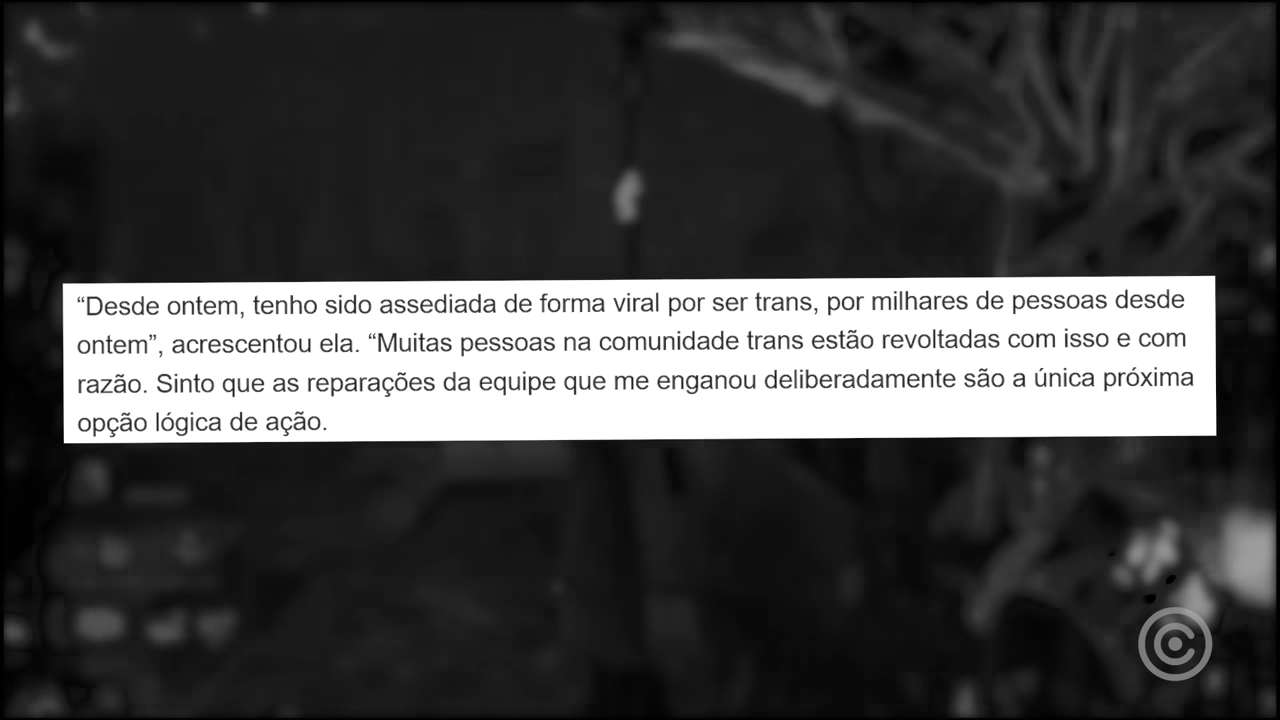 “Desde ontem, tenho sido assediada de forma viral por ser trans, por milhares de pessoas desde
ontem”, acrescentou ela. “Muitas pessoas na comunidade trans estão revoltadas com isso e com
razão. Sinto que as reparações da equipe que me enganou deliberadamente são a única próxima
opção lógica de ação.